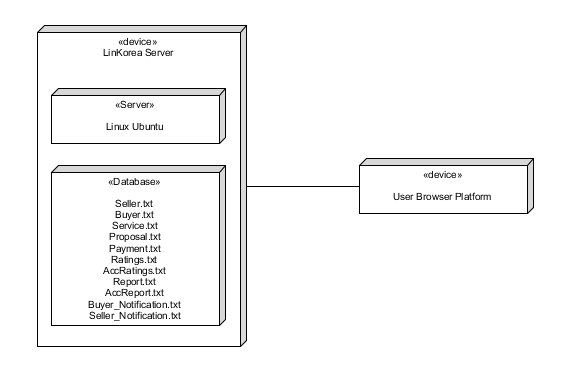 «device»
LinKorea Server
«Server»
Linux Ubuntu
«Database»
Seller.txt
Buyer.txt
Service.txt
Proposal.txt
Payment.txt
Ratings.txt
AccRatings.txt
Report.txt
AccReport.txt
Buyer_Notification.txt
Seller_Notification.txt
«device»
User Browser Platform